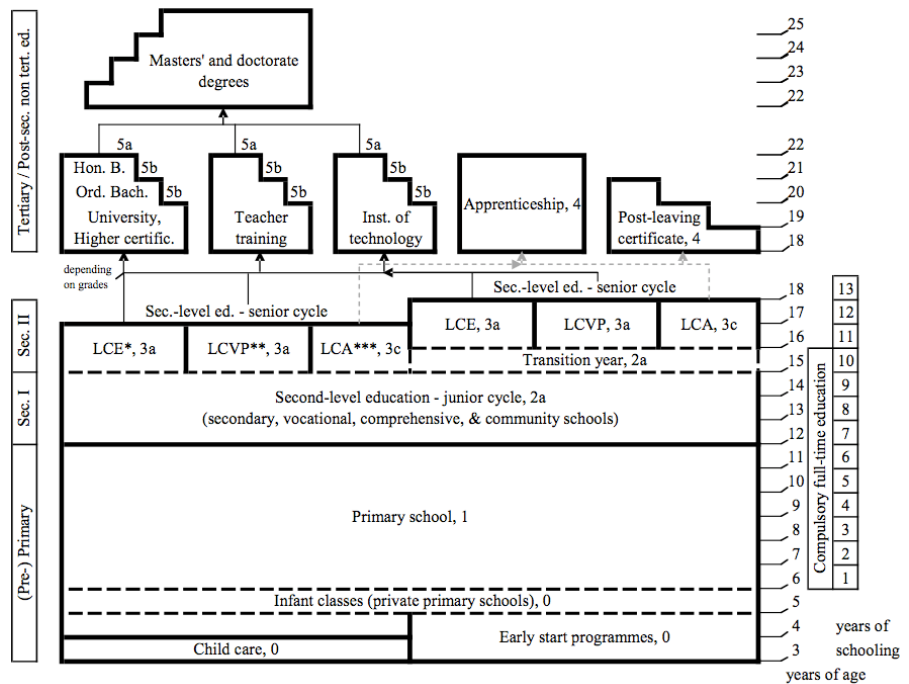 Tertiary / Post-sec. non tert. ed.
Sec. II
Sec. I
(Pre-) Primary
Masters' and doctorate
degrees
5a
5a
5a
Hon. B.
5b
5b
5b
Ord. Bach.
5b
5b
5b
University,
Higher certific.
Teacher
training
Inst. of
technology
Apprenticeship, 4
Post-leaving
certificate, 4
depending
on grades
Sec.-level ed. - senior cycle
Sec.-level ed. - senior cycle
LCE*, 3a
LCVP**, 3a
LCA***, 3c
LCE, 3a
LCVP, 3a
LCA, 3c
Transition year, 2a
Second-level education - junior cycle, 2a
(secondary, vocational, comprehensive, & community schools)
Primary school, 1
Infant classes (private primary schools), 0
Child care, 0
Early start programmes, 0
25
24
23
22
22
21
20
19
18
18
17
16
15
14
13
12
11
10
9
8
7
6
5
4
3
years of age
Compulsory full-time education
13
12
11
10
9
8
7
6
5
4
3
2
1
years of
schooling